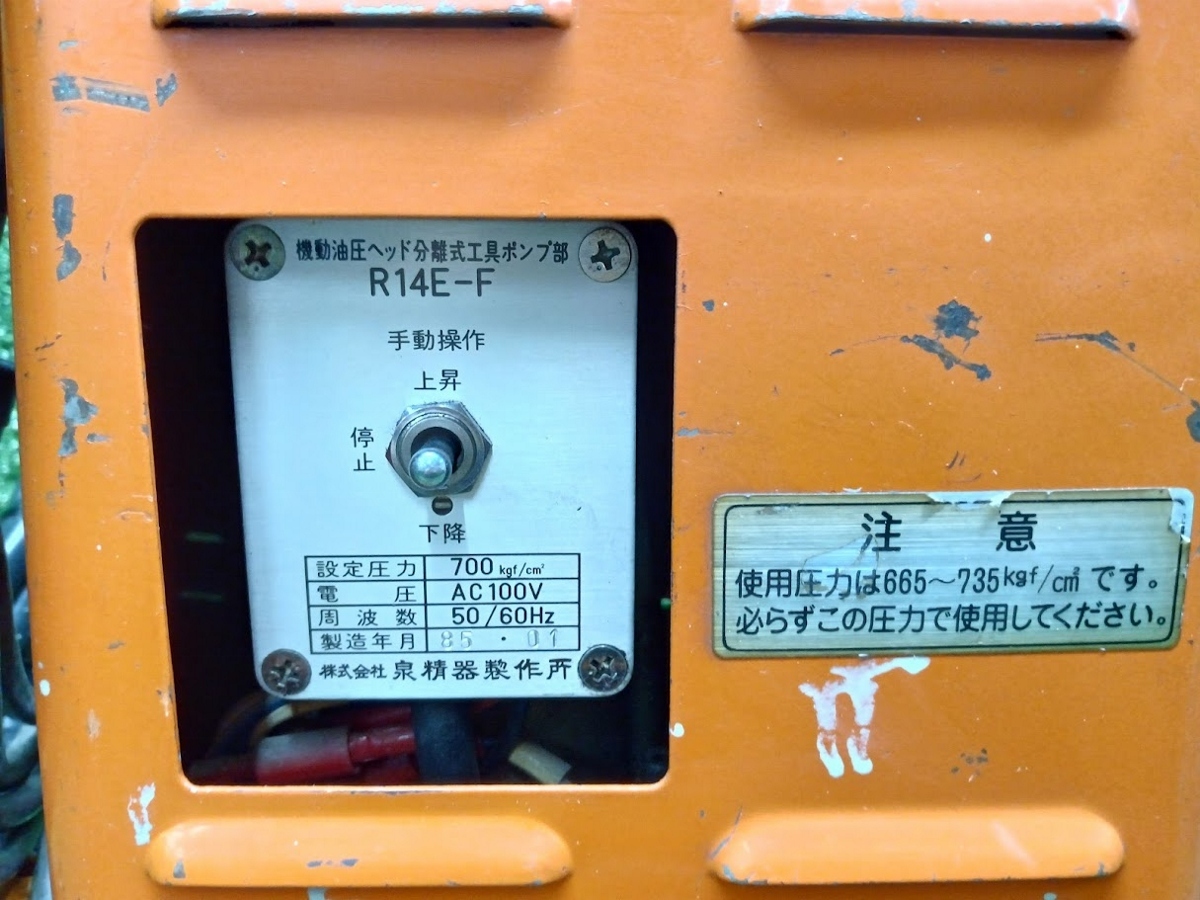 機動油圧ヘッド分離式工具ポンプ部
R14E-F
手動操作
上昇
停止
下降
設定圧力 700 kgf/cm²
電圧 AC100V
周波数 50/60Hz
製造年月 85・01
株式会社 泉精器製作所
注意
使用圧力は665〜735kgf/cm²です。
必らずこの圧力で使用してください。